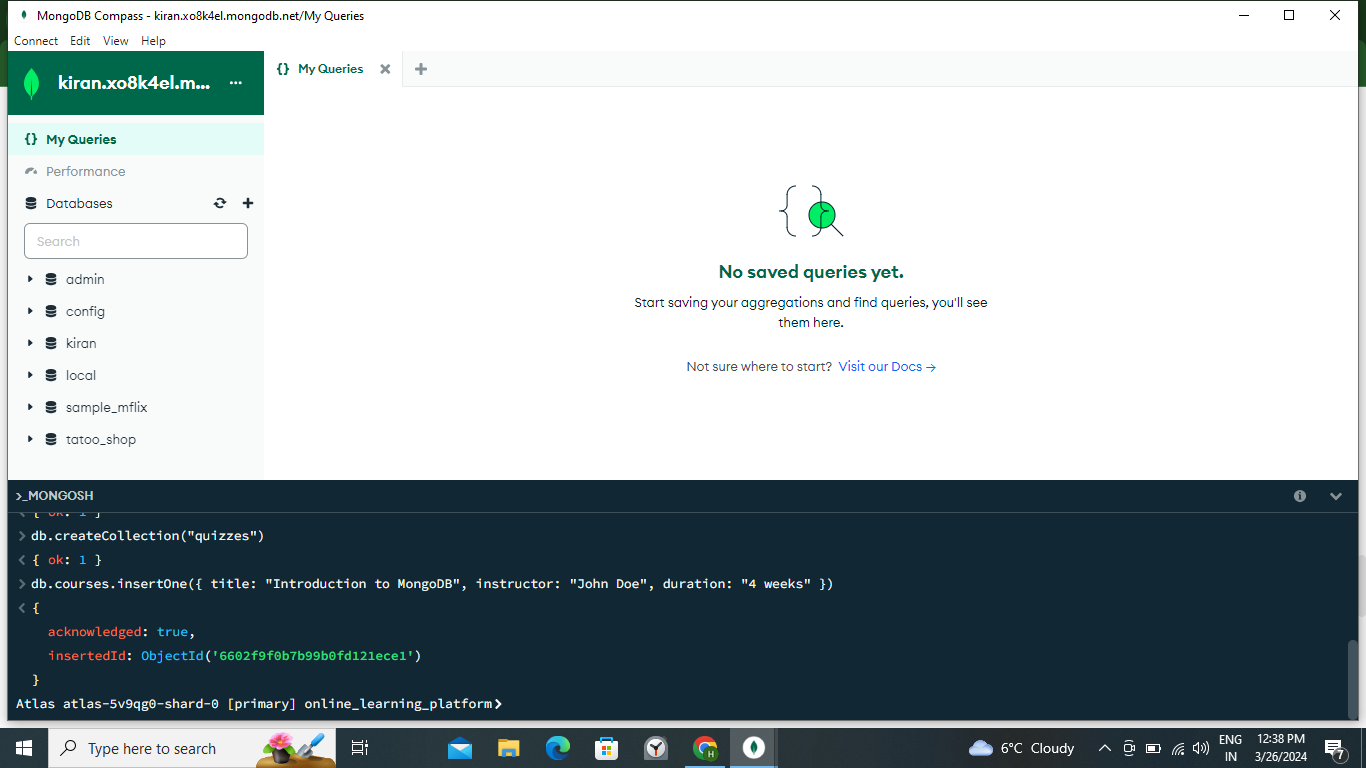 MongoDB Compass - kiran.xo8k4el.mongodb.net/My Queries
Connect Edit View Help
kiran.xo8k4el.m... ...
{} My Queries
{} My Queries
Performance
Databases
Search
admin
config
kiran
local
sample_mflix
tatoo_shop
No saved queries yet.
Start saving your aggregations and find queries, you'll see
them here.
Not sure where to start? Visit our Docs →
>_MONGOSH
< { ok: 1 }
> db.createCollection("quizzes")
< { ok: 1 }
> db.courses.insertOne({ title: "Introduction to MongoDB", instructor: "John Doe", duration: "4 weeks" })
< {
acknowledged: true,
insertedId: ObjectId('6602f9f0b7b99b0fd121ece1')
}
Atlas atlas-5v9qg0-shard-0 [primary] online_learning_platform>
Type here to search
H
6°C Cloudy
ENG
IN
12:38 PM
3/26/2024
7